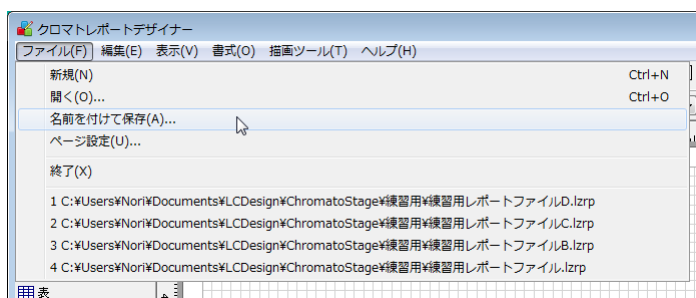 クロマトレポートデザイナー
ファイル(F) 編集(E) 表示(V) 書式(O) 描画ツール(T) ヘルプ(H)
新規(N) Ctrl+N
開く(O)... Ctrl+O
名前を付けて保存(A)...
ページ設定(U)...
終了(X)
1 C:¥Users¥Nori¥Documents¥LCDesign¥ChromatoStage¥練習用¥練習用レポートファイルD.lzrp
2 C:¥Users¥Nori¥Documents¥LCDesign¥ChromatoStage¥練習用¥練習用レポートファイルC.lzrp
3 C:¥Users¥Nori¥Documents¥LCDesign¥ChromatoStage¥練習用¥練習用レポートファイルB.lzrp
4 C:¥Users¥Nori¥Documents¥LCDesign¥ChromatoStage¥練習用¥練習用レポートファイル.lzrp
表